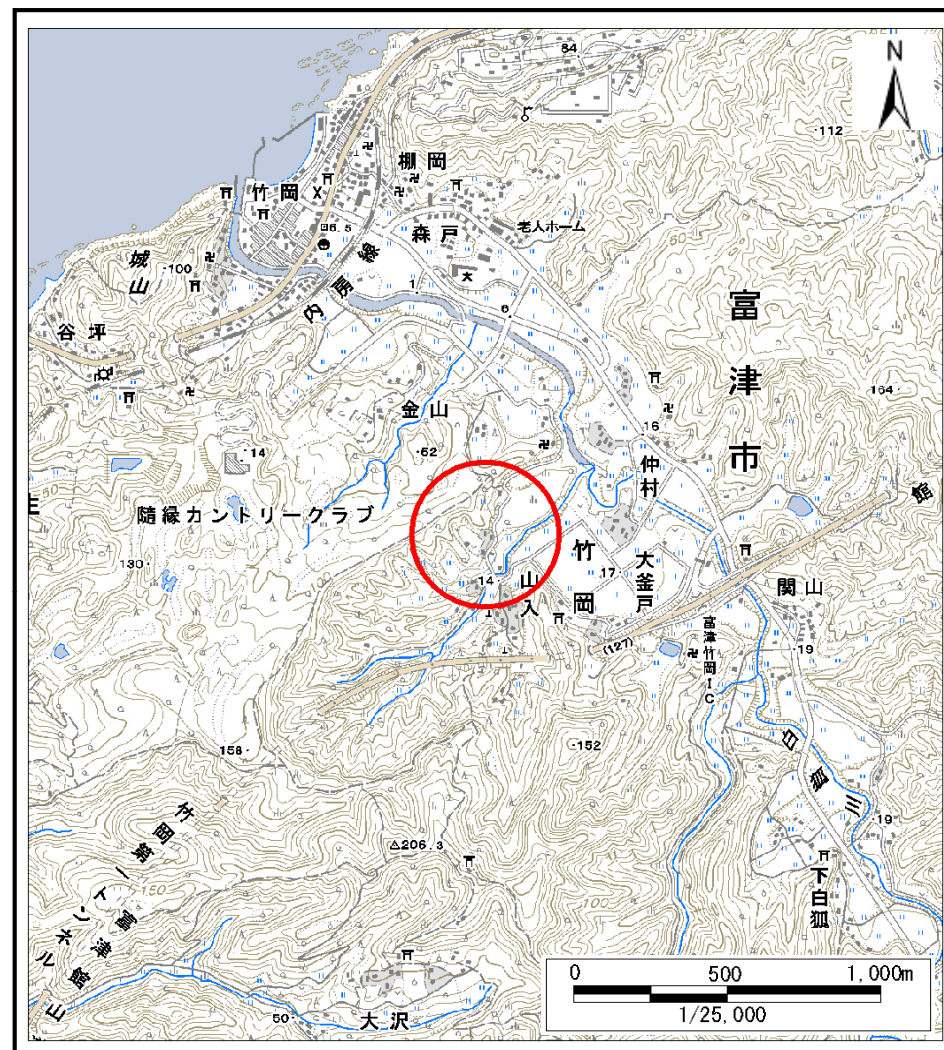 84
N
112
棚岡
竹岡
6.5
森戸
老人ホーム
城山
100
内房線
1
富津市
谷坪
164
金山
16
62
仲村
14
館
生
隨縁カントリークラブ
竹岡
130
14
山入
17
大釜戸
関山
(127)
富津竹岡IC
19
158
152
白狐川
19
竹岡第一トンネル
△206.3
150
下白狐
富津館山
0 500 1,000m
1/25,000
50
大沢